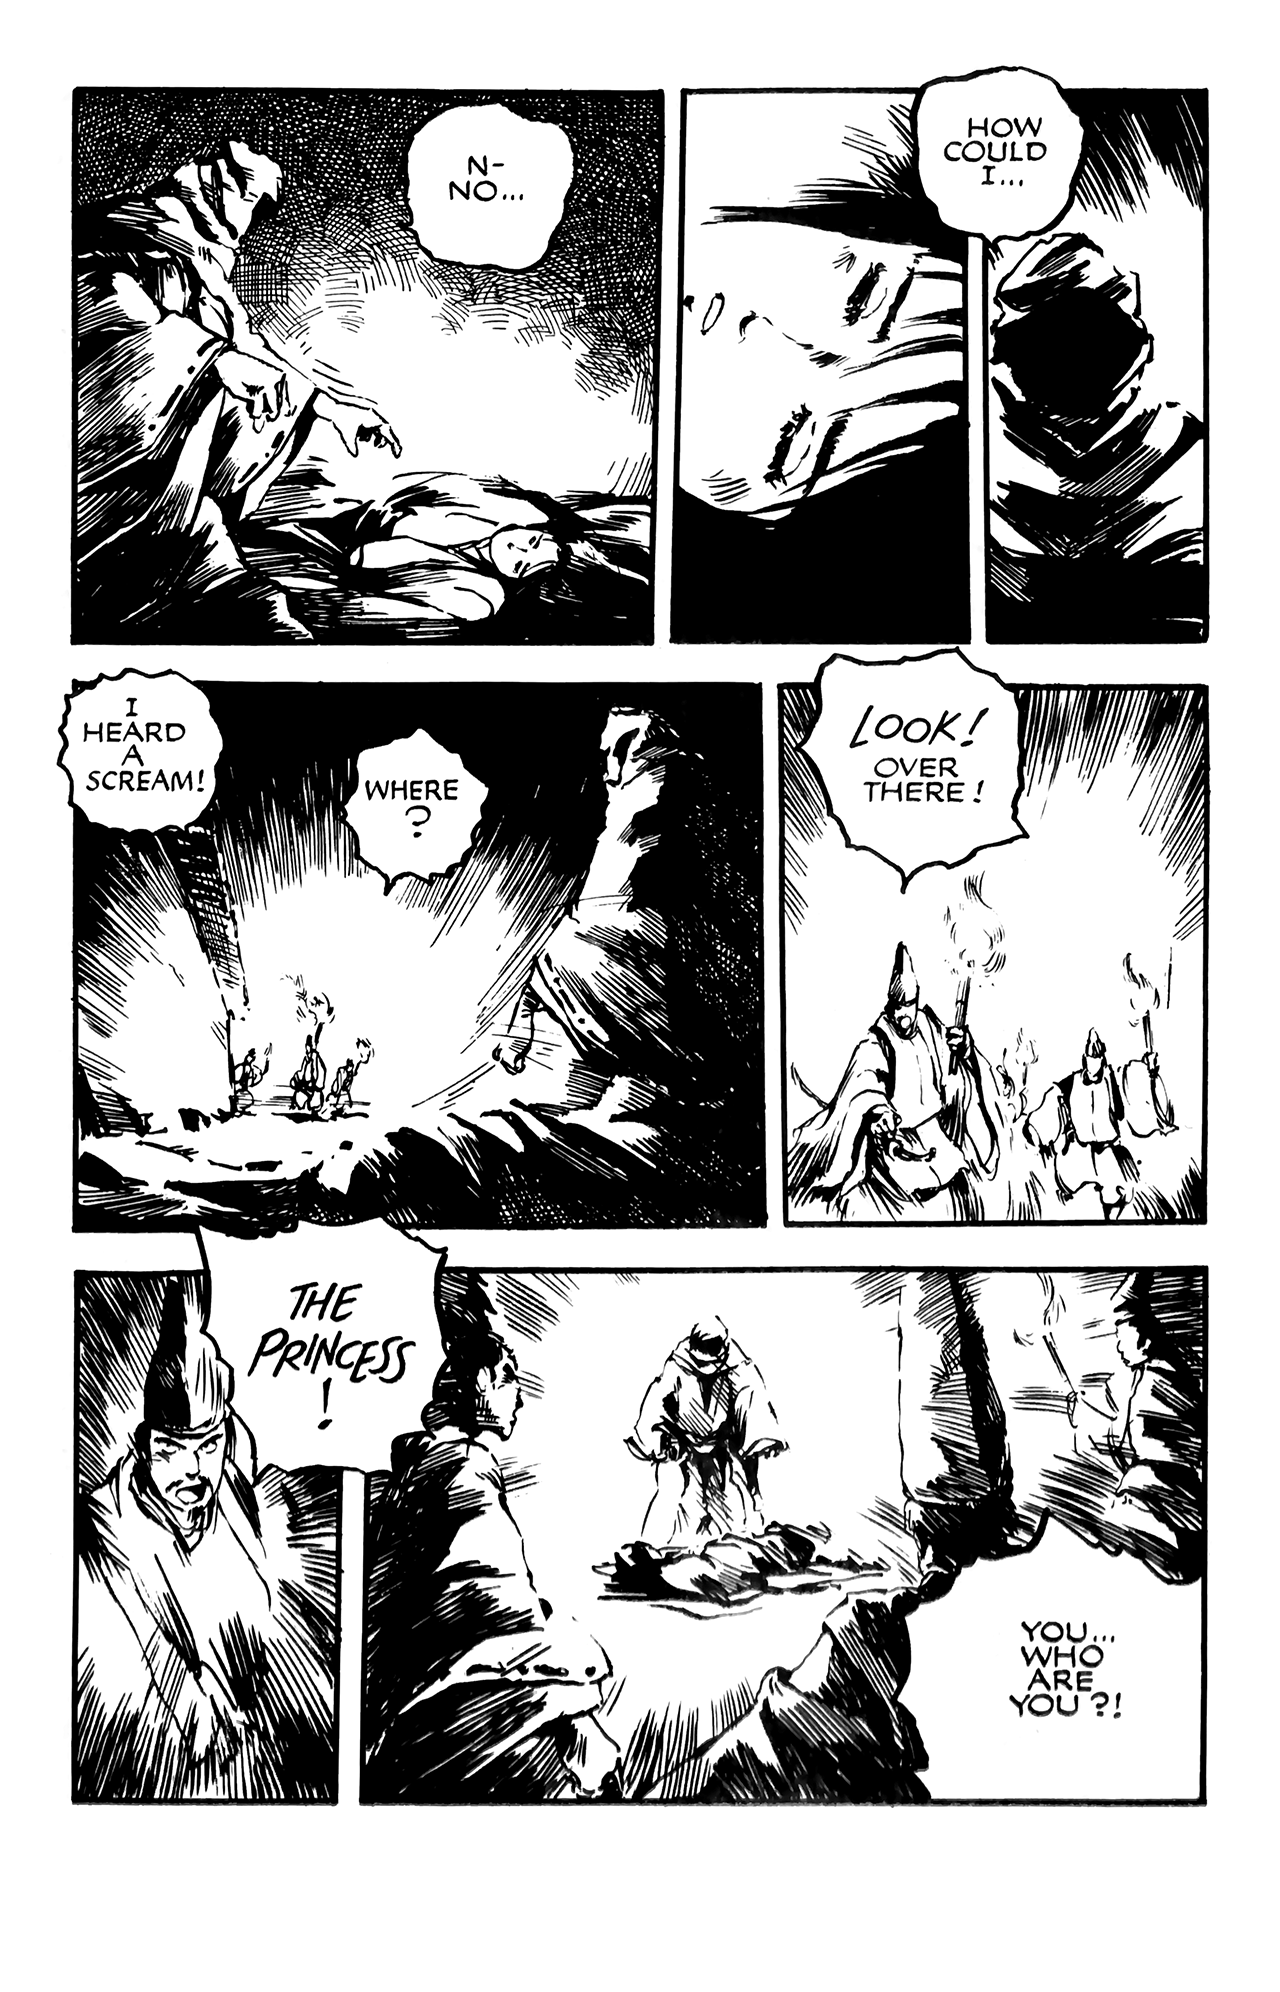 N-
NO...
HOW
COULD
I...
I
HEARD
A
SCREAM!
WHERE
?
LOOK!
OVER
THERE!
THE
PRINCESS
!
YOU...
WHO
ARE
YOU?!